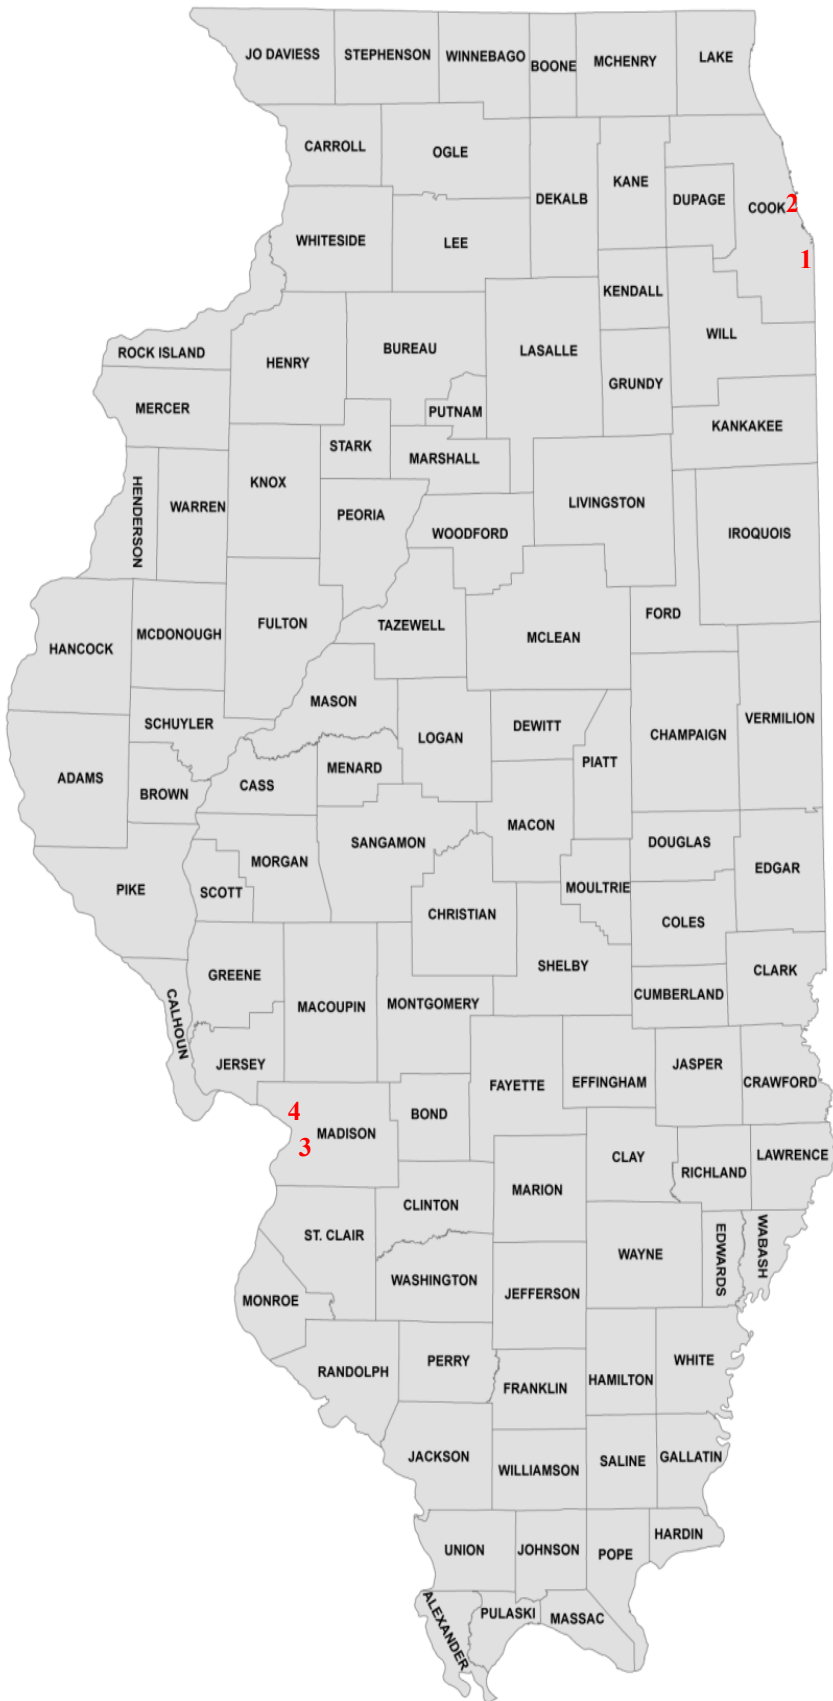 JO DAVIESS STEPHENSON WINNEBAGO BOONE MCHENRY LAKE
CARROLL OGLE DEKALB KANE DUPAGE COOK 2
WHITESIDE LEE 1
KENDALL
ROCK ISLAND HENRY BUREAU LASALLE GRUNDY WILL
MERCER PUTNAM KANKAKEE
STARK MARSHALL
HENDERSON WARREN KNOX PEORIA WOODFORD LIVINGSTON IROQUOIS
HANCOCK MCDONOUGH FULTON TAZEWELL MCLEAN FORD
SCHUYLER MASON LOGAN DEWITT PIATT CHAMPAIGN VERMILION
ADAMS BROWN CASS MENARD
MACON
PIKE SCOTT MORGAN SANGAMON DOUGLAS EDGAR
CHRISTIAN MOULTRIE COLES
GREENE SHELBY CLARK
CALHOUN MACOUPIN MONTGOMERY CUMBERLAND
JERSEY FAYETTE EFFINGHAM JASPER CRAWFORD
4 BOND
3 MADISON CLAY RICHLAND LAWRENCE
CLINTON MARION
ST. CLAIR WAYNE EDWARDS WABASH
WASHINGTON JEFFERSON
MONROE
RANDOLPH PERRY FRANKLIN HAMILTON WHITE
JACKSON WILLIAMSON SALINE GALLATIN
UNION JOHNSON POPE HARDIN
ALEXANDER PULASKI MASSAC